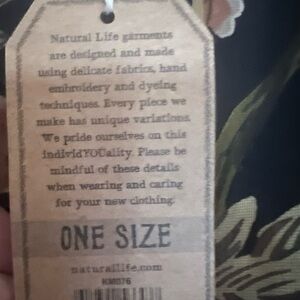 Natural Life garments
are designed and made
using delicate fabrics, hand
embroidery and dyeing
techniques. Every piece we
make has unique variations.
We pride ourselves on this
individYOUality. Please be
mindful of these details
when wearing and caring
for your new clothing.
ONE SIZE
naturallife.com
KM076